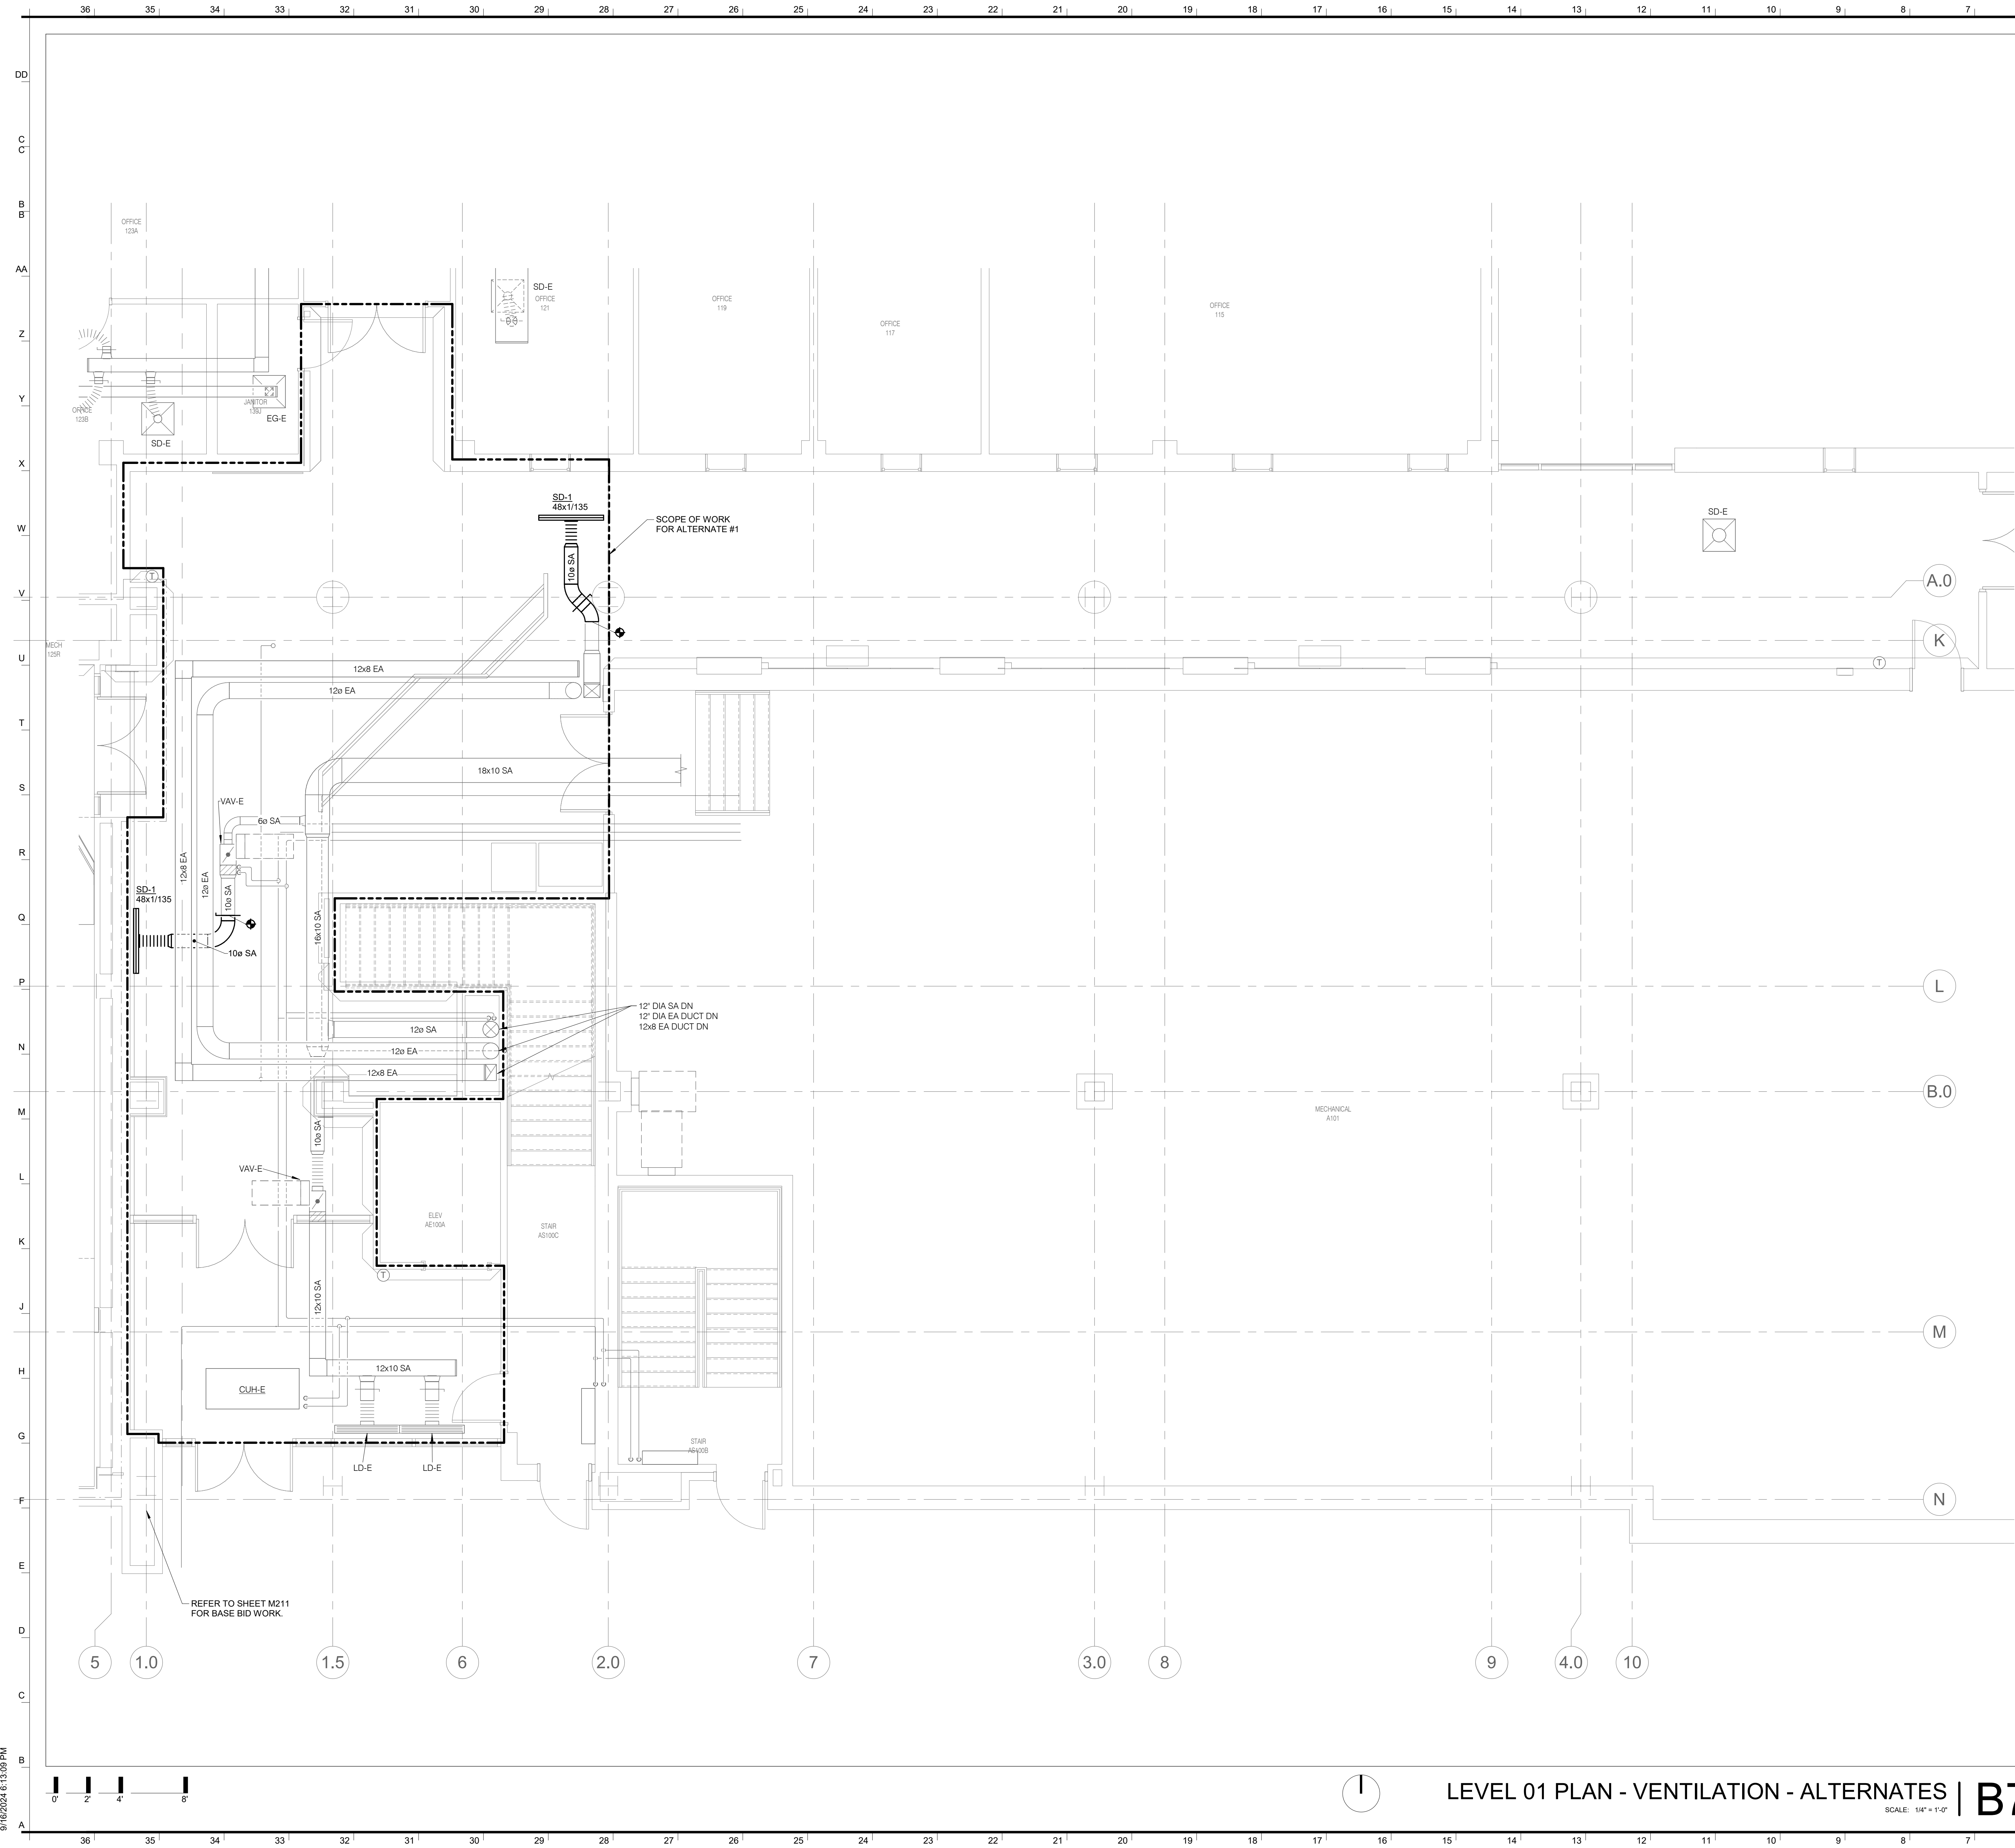 36 35 34 33 32 31 30 29 28 27 26 25 24 23 22 21 20 19 18 17 16 15 14 13 12 11 10 9 8 7
DD
C
C
B
B
AA
Z
Y
X
W
V
U
T
S
R
Q
P
N
M
L
K
J
H
G
F
E
D
C
B
A
OFFICE
123A
SD-E
OFFICE
121
OFFICE
119
OFFICE
117
OFFICE
115
JANITOR
139J
EG-E
OFFICE
123B
SD-E
SD-1
48x1/135
SCOPE OF WORK
FOR ALTERNATE #1
SD-E
10ø SA
T
A.0
MECH
125R
K
T
12x8 EA
12ø EA
18x10 SA
VAV-E
6ø SA
12x8 EA
12ø EA
10ø SA
16x10 SA
SD-1
48x1/135
10ø SA
L
12" DIA SA DN
12" DIA EA DUCT DN
12x8 EA DUCT DN
12ø SA
12ø EA
12x8 EA
B.0
MECHANICAL
A101
10ø SA
VAV-E
ELEV
AE100A
STAIR
AS100C
T
12x10 SA
M
12x10 SA
CUH-E
STAIR
AS100B
LD-E
LD-E
N
REFER TO SHEET M211
FOR BASE BID WORK.
5 1.0 1.5 6 2.0 7 3.0 8 9 4.0 10
9/16/2024 6:13:09 PM
0' 2' 4' 8'
LEVEL 01 PLAN - VENTILATION - ALTERNATES
SCALE: 1/4" = 1'-0"
B7
36 35 34 33 32 31 30 29 28 27 26 25 24 23 22 21 20 19 18 17 16 15 14 13 12 11 10 9 8 7